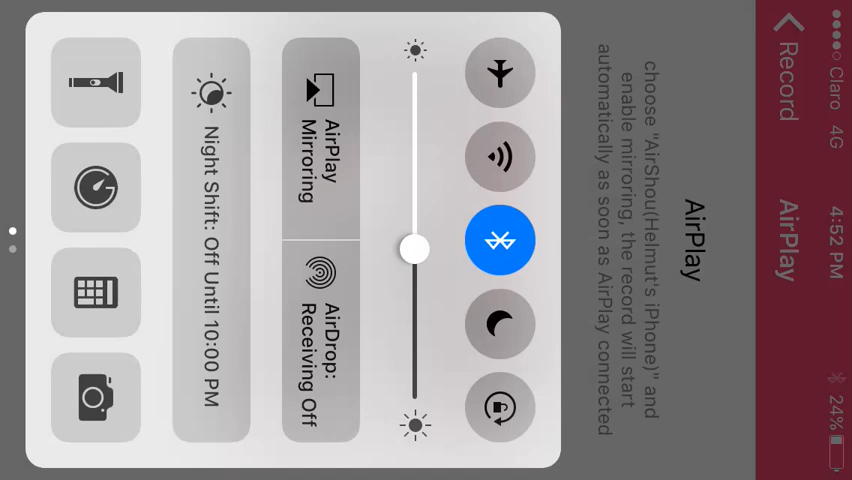 Claro 4G 4:52 PM 24%
Record AirPlay
AirPlay
choose "AirShou(Helmut's iPhone)" and
enable mirroring, the record will start
automatically as soon as AirPlay connected
AirPlay
Mirroring
AirDrop:
Receiving Off
Night Shift: Off Until 10:00 PM